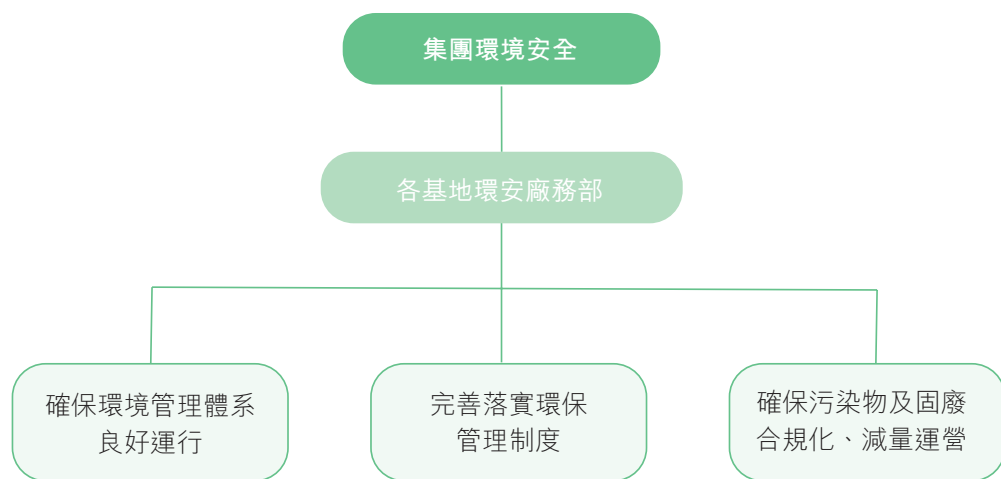 集團環境安全
各基地環安廠務部
確保環境管理體系
良好運行
完善落實環保
管理制度
確保污染物及固廢
合規化、減量運營